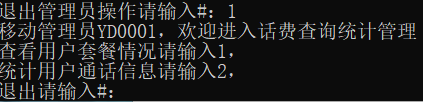 退出管理员操作请输入#：1
移动管理员YD0001，欢迎进入话费查询统计管理
查看用户套餐情况请输入1，
统计用户通话信息请输入2，
退出请输入#：